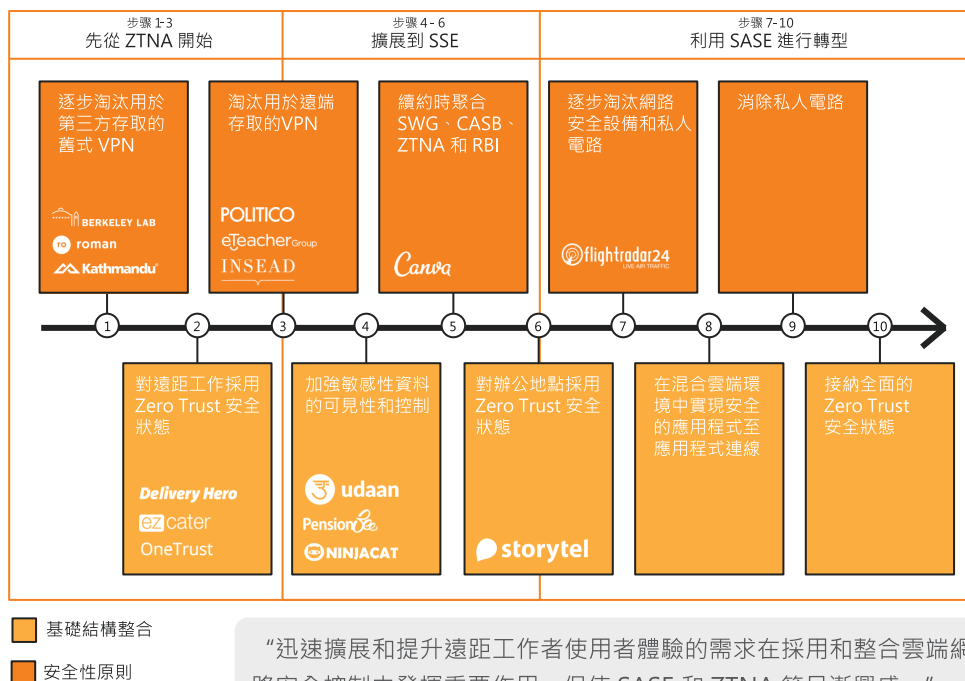 步骤 1-3
先從 ZTNA 開始
步骤 4 - 6
擴展到 SSE
步骤 7-10
利用 SASE 進行轉型
逐步淘汰用於
第三方存取的
舊式 VPN
BERKELEY LAB
ro roman
Kathmandu®
淘汰用於遠端
存取的VPN
POLITICO
eTeacher Group
INSEAD
續約時聚合
SWG、CASB、
ZTNA 和 RBI
Canva
逐步淘汰網路
安全設備和私人
電路
flightradar24
LIVE AIR TRAFFIC
消除私人電路
1
2
3
4
5
6
7
8
9
10
對遠距工作採用
Zero Trust 安全
狀態
Delivery Hero
ez cater
OneTrust
加強敏感性資料
的可見性和控制
udaan
PensionBee
NINJACAT
對辦公地點採用
Zero Trust 安全
狀態
storytel
在混合雲端環
境中實現安全
的應用程式至
應用程式連線
接納全面的
Zero Trust
安全狀態
基礎結構整合
安全性原則
“迅速擴展和提升遠距工作者使用者體驗的需求在採用和整合雲端網